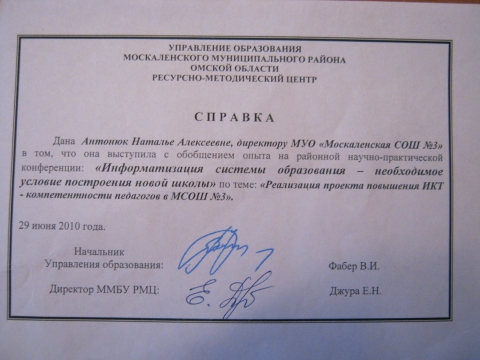 УПРАВЛЕНИЕ ОБРАЗОВАНИЯ
МОСКАЛЕНСКОГО МУНИЦИПАЛЬНОГО РАЙОНА
ОМСКОЙ ОБЛАСТИ
РЕСУРСНО-МЕТОДИЧЕСКИЙ ЦЕНТР
СПРАВКА
Дана Антонюк Наталье Алексеевне, директору МУО «Москаленская СОШ №3»
в том, что она выступила с обобщением опыта на районной научно-практической
конференции: «Информатизация системы образования – необходимое
условие построения новой школы» по теме: «Реализация проекта повышения ИКТ
- компетентности педагогов в МСОШ №3».
29 июня 2010 года.
Начальник
Управления образования: Фабер В.И.
Директор ММБУ РМЦ: Джура Е.Н.